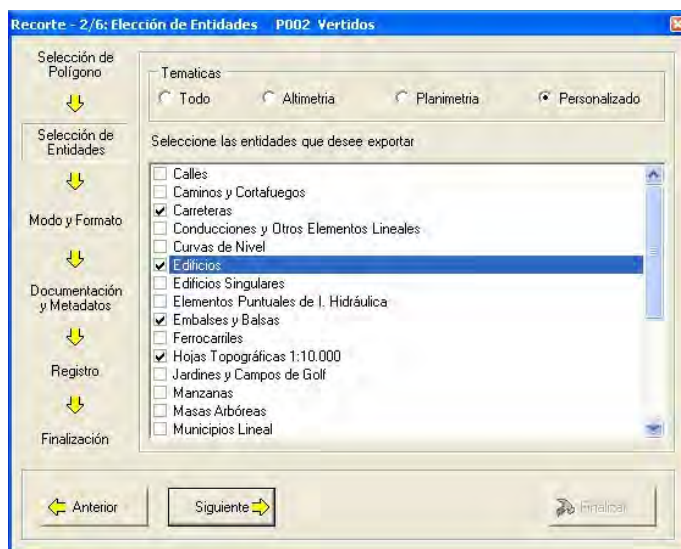 Recorte - 2/6: Elección de Entidades P002 Vertidos
Selección de
Polígono
Selección de
Entidades
Modo y Formato
Documentación
y Metadatos
Registro
Finalización
Tematicas
Todo Altimetria Planimetria Personalizado
Seleccione las entidades que desee exportar
Calles
Caminos y Cortafuegos
Carreteras
Conducciones y Otros Elementos Lineales
Curvas de Nivel
Edificios
Edificios Singulares
Elementos Puntuales de I. Hidráulica
Embalses y Balsas
Ferrocarriles
Hojas Topográficas 1:10.000
Jardines y Campos de Golf
Manzanas
Masas Arbóreas
Municipios Lineal
Anterior Siguiente Finalizar